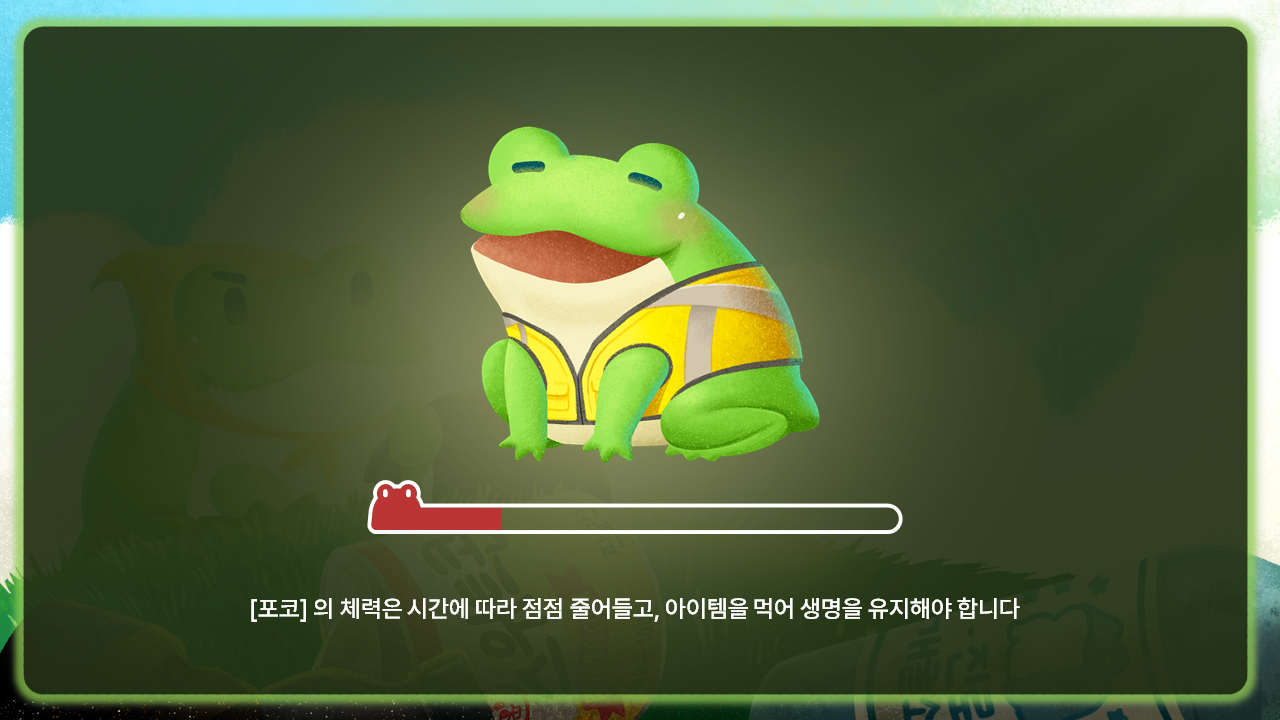 [포코] 의 체력은 시간에 따라 점점 줄어들고, 아이템을 먹어 생명을 유지해야 합니다